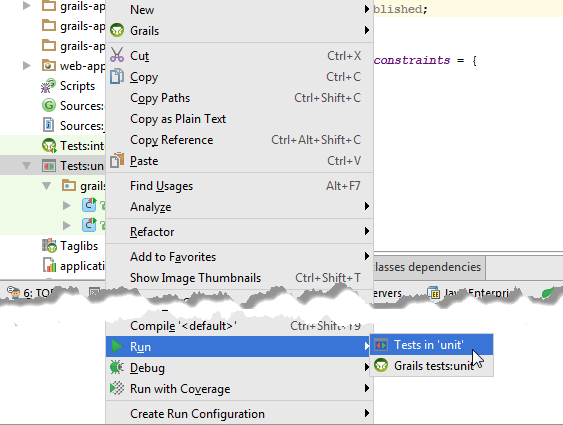 grails-ap
grails-ap
grails-ap
web-app
Scripts
Sources:
Sources:
Tests:int
Tests:un
grails
Taglibs
applicatio
6: TO
New
Grails
Cut Ctrl+X
Copy Ctrl+C
Copy Paths Ctrl+Shift+C
Copy as Plain Text
Copy Reference Ctrl+Alt+Shift+C
Paste Ctrl+V
Find Usages Alt+F7
Analyze
Refactor
Add to Favorites
Show Image Thumbnails Ctrl+Shift+T
Compile '<default>' Ctrl+Shift+F9
Run
Debug
Run with Coverage
Create Run Configuration
Tests in 'unit'
Grails tests:unit
blished;
constraints = {
classes dependencies
ervers
Java Enterpri